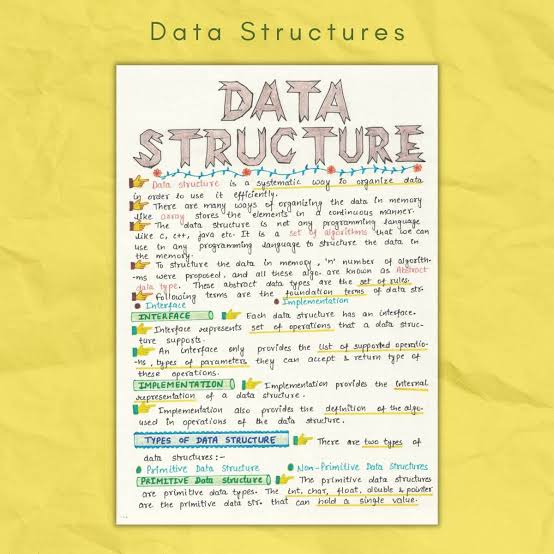 Data Structures
DATA
STRUCTURE
Data structure is a systematic way to organize data
in order to use it efficiently.
There are many ways of organizing the data in memory
like array stores the elements in a continuous manner.
The data structure is not any programming language
like C, C++, java etc. It is a set of algorithms that we can
use in any programming language to structure the data in
the memory.
To structure the data in memory, 'n' number of algorith-
-ms were proposed, and all these algo. are known as Abstract
data type. These abstract data types are the set of rules.
Following terms are the foundation terms of data str.
Interface Implementation
INTERFACE Each data structure has an interface.
Interface represents set of operations that a data struc-
ture supports.
An interface only provides the list of supported operatio-
-ns, types of parameters they can accept & return type of
these operations.
IMPLEMENTATION Implementation provides the internal
representation of a data structure.
Implementation also provides the definition of the algo.
used in operations of the data structure.
TYPES OF DATA STRUCTURE There are two types of
data structures :-
Primitive Data Structure Non-Primitive Data Structures
PRIMITIVE Data Structure The primitive data structures
are primitive data types. The int, char, float, double & pointer
are the primitive data str. that can hold a single value.